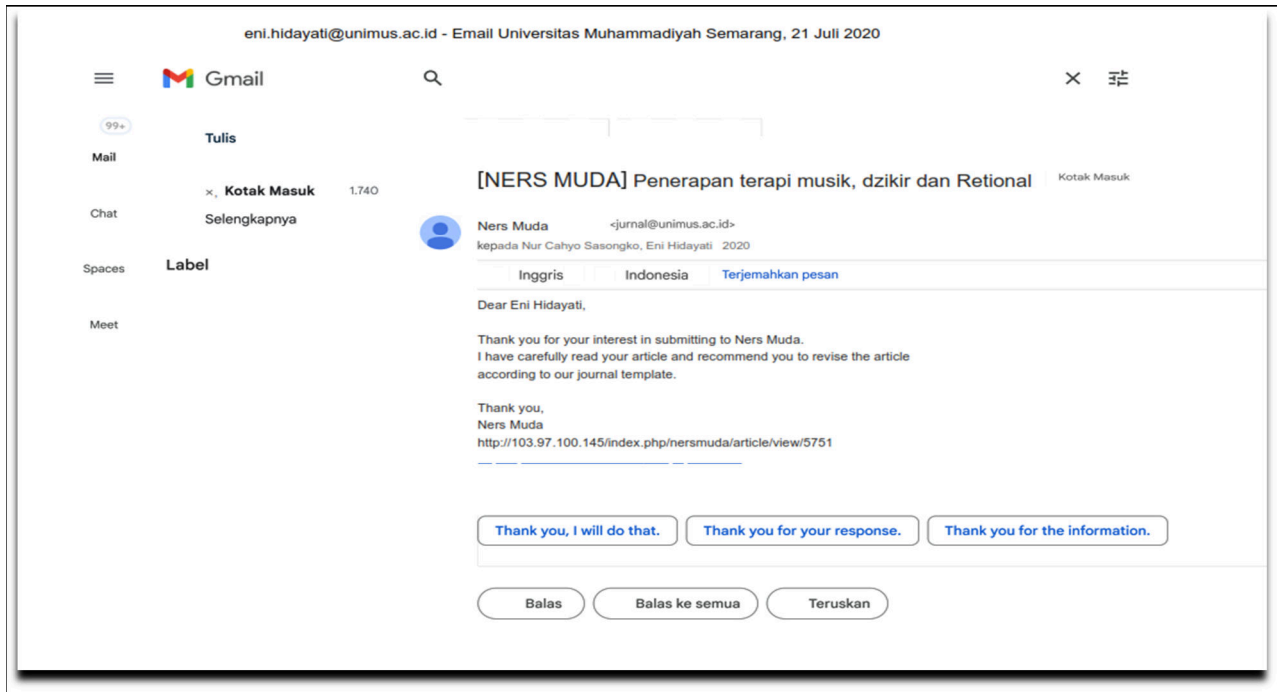 eni.hidayati@unimus.ac.id - Email Universitas Muhammadiyah Semarang, 21 Juli 2020
Gmail
99+
Mail
Chat
Spaces
Meet
Tulis
Kotak Masuk 1.740
Selengkapnya
Label
[NERS MUDA] Penerapan terapi musik, dzikir dan Retional Kotak Masuk
Ners Muda <jurnal@unimus.ac.id>
kepada Nur Cahyo Sasongko, Eni Hidayati 2020
Inggris Indonesia Terjemahkan pesan
Dear Eni Hidayati,
Thank you for your interest in submitting to Ners Muda.
I have carefully read your article and recommend you to revise the article
according to our journal template.
Thank you,
Ners Muda
http://103.97.100.145/index.php/nersmuda/article/view/5751
Thank you, I will do that. Thank you for your response. Thank you for the information.
Balas Balas ke semua Teruskan